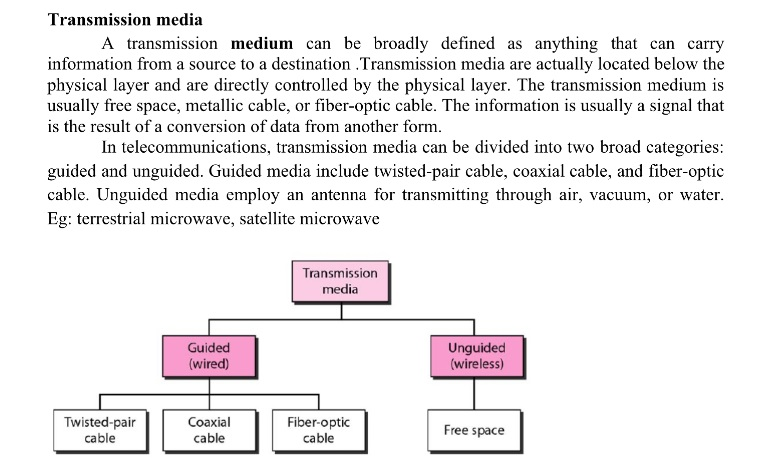 Transmission media
A transmission medium can be broadly defined as anything that can carry
information from a source to a destination .Transmission media are actually located below the
physical layer and are directly controlled by the physical layer. The transmission medium is
usually free space, metallic cable, or fiber-optic cable. The information is usually a signal that
is the result of a conversion of data from another form.
In telecommunications, transmission media can be divided into two broad categories:
guided and unguided. Guided media include twisted-pair cable, coaxial cable, and fiber-optic
cable. Unguided media employ an antenna for transmitting through air, vacuum, or water.
Eg: terrestrial microwave, satellite microwave
Transmission
media
Guided
(wired)
Unguided
(wireless)
Twisted-pair
cable
Coaxial
cable
Fiber-optic
cable
Free space